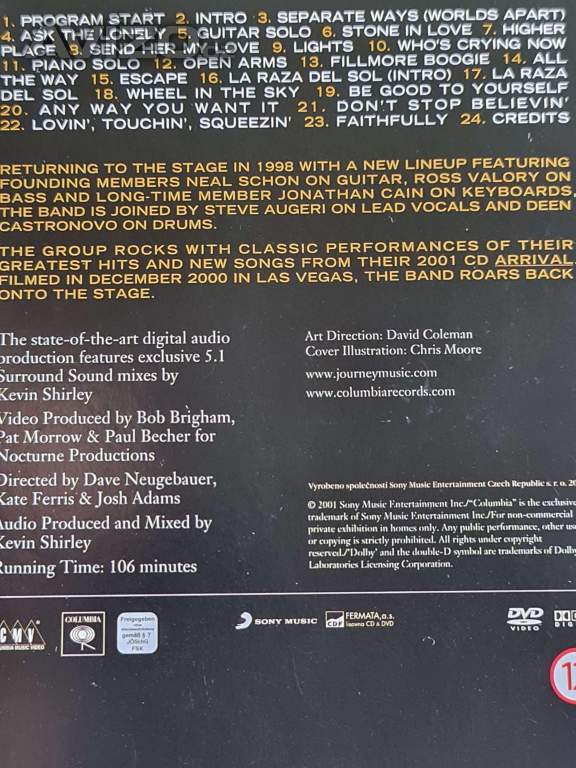 1. PROGRAM START 2. INTRO 3. SEPARATE WAYS (WORLDS APART)
4. ASK THE LONELY 5. GUITAR SOLO 6. STONE IN LOVE 7. HIGHER
PLACE 8. SEND HER MY LOVE 9. LIGHTS 10. WHO'S CRYING NOW
11. PIANO SOLO 12. OPEN ARMS 13. FILLMORE BOOGIE 14. ALL
THE WAY 15. ESCAPE 16. LA RAZA DEL SOL (INTRO) 17. LA RAZA
DEL SOL 18. WHEEL IN THE SKY 19. BE GOOD TO YOURSELF
20. ANY WAY YOU WANT IT 21. DON'T STOP BELIEVIN'
22. LOVIN', TOUCHIN', SQUEEZIN' 23. FAITHFULLY 24. CREDITS
RETURNING TO THE STAGE IN 1998 WITH A NEW LINEUP FEATURING
FOUNDING MEMBERS NEAL SCHON ON GUITAR, ROSS VALORY ON
BASS AND LONG-TIME MEMBER JONATHAN CAIN ON KEYBOARDS,
THE BAND IS JOINED BY STEVE AUGERI ON LEAD VOCALS AND DEEN
CASTRONOVO ON DRUMS.
THE GROUP ROCKS WITH CLASSIC PERFORMANCES OF THEIR
GREATEST HITS AND NEW SONGS FROM THEIR 2001 CD ARRIVAL.
FILMED IN DECEMBER 2000 IN LAS VEGAS, THE BAND ROARS BACK
ONTO THE STAGE.
The state-of-the-art digital audio
production features exclusive 5.1
Surround Sound mixes by
Kevin Shirley
Video Produced by Bob Brigham,
Pat Morrow & Paul Becher for
Nocturne Productions
Directed by Dave Neugebauer,
Kate Ferris & Josh Adams
Audio Produced and Mixed by
Kevin Shirley
Running Time: 106 minutes
Art Direction: David Coleman
Cover Illustration: Chris Moore
www.journeymusic.com
www.columbiarecords.com
Vyrobeno společností Sony Music Entertainment Czech Republic s. r. o. 20
© 2001 Sony Music Entertainment Inc./"Columbia" is the exclusive
trademark of Sony Music Entertainment Inc./For non-commercial
private exhibition in homes only. Any public performance, other use
or copying is strictly prohibited. All rights under copyright
reserved./'Dolby' and the double-D symbol are trademarks of Dolby
Laboratories Licensing Corporation.
CMV
COLUMBIA MUSIC VIDEO
COLUMBIA
Freigegeben
gemäß § 7
JÖSchG
FSK
SONY MUSIC
CDF
FERMATA, a.s.
lisovna CD & DVD
DVD
VIDEO
12